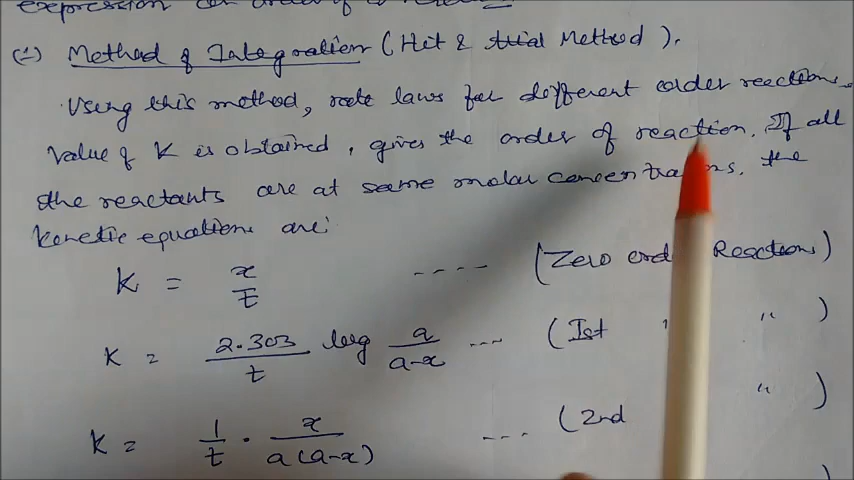 expression
(i) Method of Integration (Hit & trial Method).
Using this method, rate laws for different order reactions.
Value of K is obtained, gives the order of reaction. If all
the reactants are at same molar concentrations. the
kinetic equations are:
K = x/t ---- (Zero order Reaction)
K = 2.303/t log a/a-x --- (Ist " " )
K = 1/t . x/a(a-x) --- (2nd " )